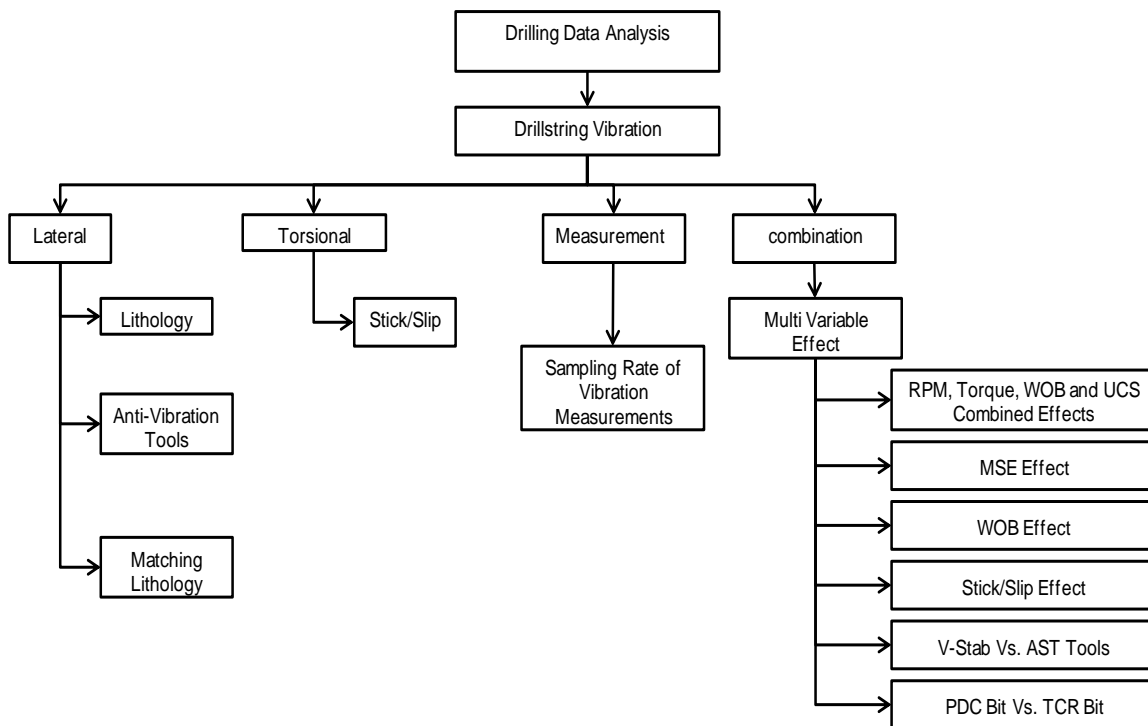 Drilling Data Analysis
Drillstring Vibration
Lateral
Torsional
Measurement
combination
Lithology
Stick/Slip
Multi Variable
Effect
Sampling Rate of
Vibration
Measurements
Anti-Vibration
Tools
Matching
Lithology
RPM, Torque, WOB and UCS
Combined Effects
MSE Effect
WOB Effect
Stick/Slip Effect
V-Stab Vs. AST Tools
PDC Bit Vs. TCR Bit